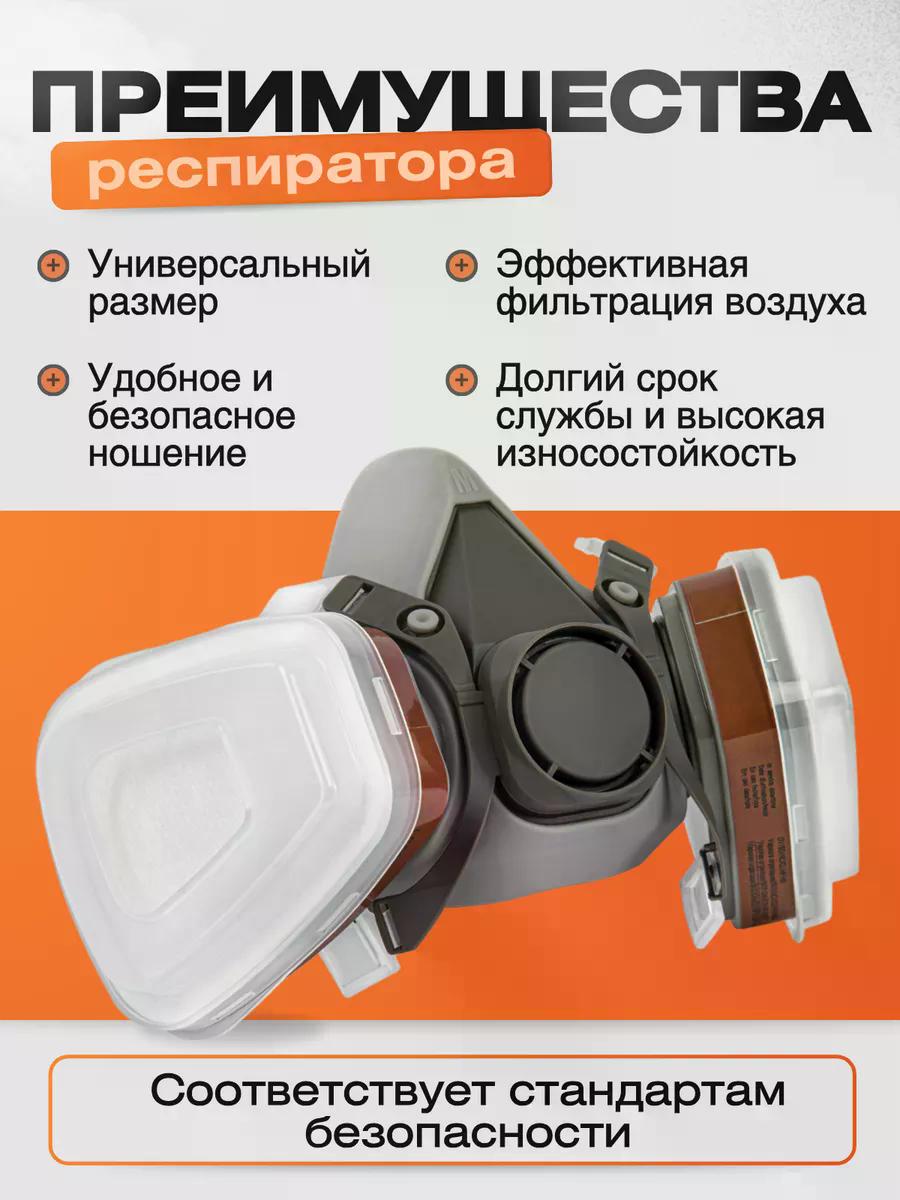 ПРЕИМУЩЕСТВА
респиратора
Универсальный
размер
Эффективная
фильтрация воздуха
Удобное и
безопасное
ношение
Долгий срок
службы и высокая
износостойкость
M
Соответствует стандартам
безопасности